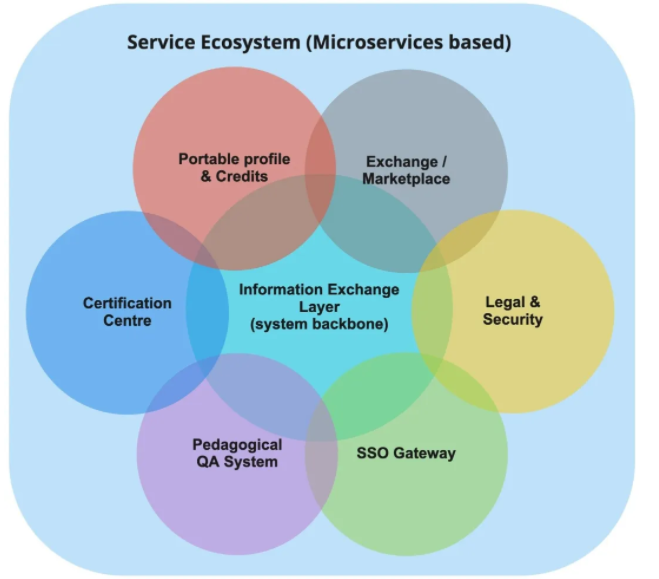 Service Ecosystem (Microservices based)
Portable profile
& Credits
Exchange /
Marketplace
Certification
Centre
Information Exchange
Layer
(system backbone)
Legal &
Security
Pedagogical
QA System
SSO Gateway